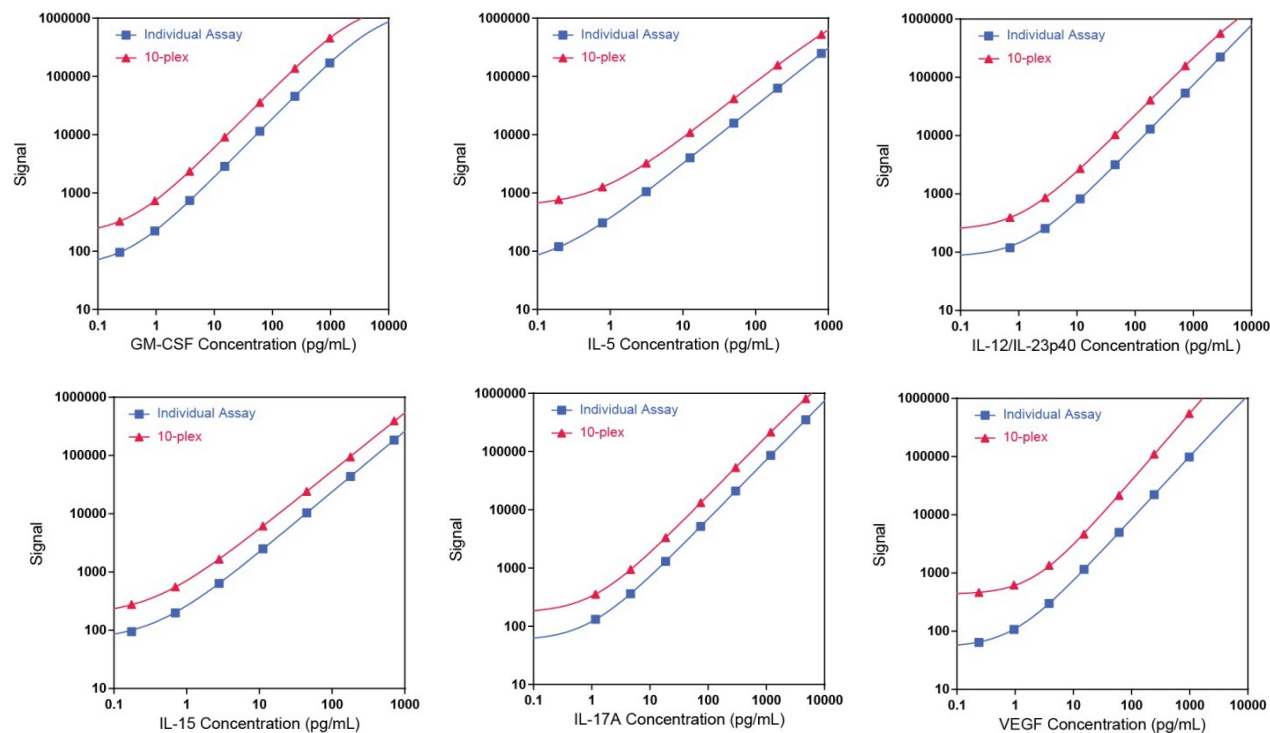 1000000
100000
10000
1000
100
10
Signal
Individual Assay
10-plex
0.1 1 10 100 1000 10000
GM-CSF Concentration (pg/mL)
1000000
100000
10000
1000
100
10
Signal
Individual Assay
10-plex
0.1 1 10 100 1000
IL-5 Concentration (pg/mL)
1000000
100000
10000
1000
100
10
Signal
Individual Assay
10-plex
0.1 1 10 100 1000 10000
IL-12/IL-23p40 Concentration (pg/mL)
1000000
100000
10000
1000
100
10
Signal
Individual Assay
10-plex
0.1 1 10 100 1000
IL-15 Concentration (pg/mL)
1000000
100000
10000
1000
100
10
Signal
Individual Assay
10-plex
0.1 1 10 100 1000 10000
IL-17A Concentration (pg/mL)
1000000
100000
10000
1000
100
10
Signal
Individual Assay
10-plex
0.1 1 10 100 1000 10000
VEGF Concentration (pg/mL)